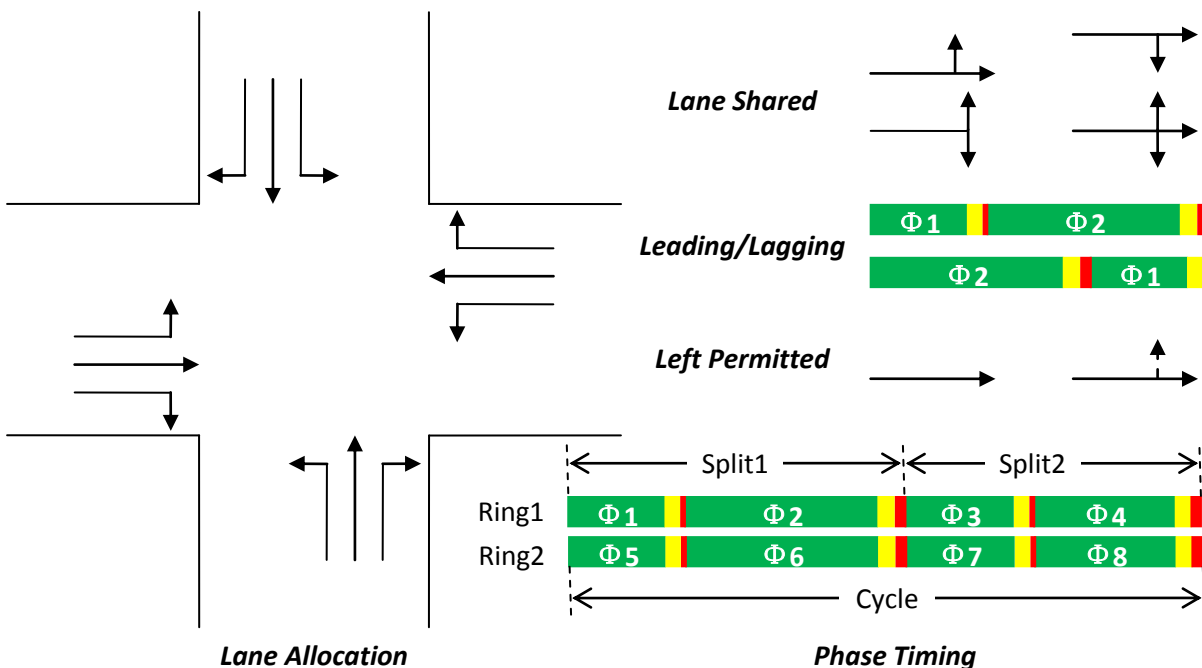 Lane Shared
Φ1 Φ2
Leading/Lagging
Φ2 Φ1
Left Permitted
Split1 Split2
Ring1 Φ1 Φ2 Φ3 Φ4
Ring2 Φ5 Φ6 Φ7 Φ8
Cycle
Lane Allocation Phase Timing